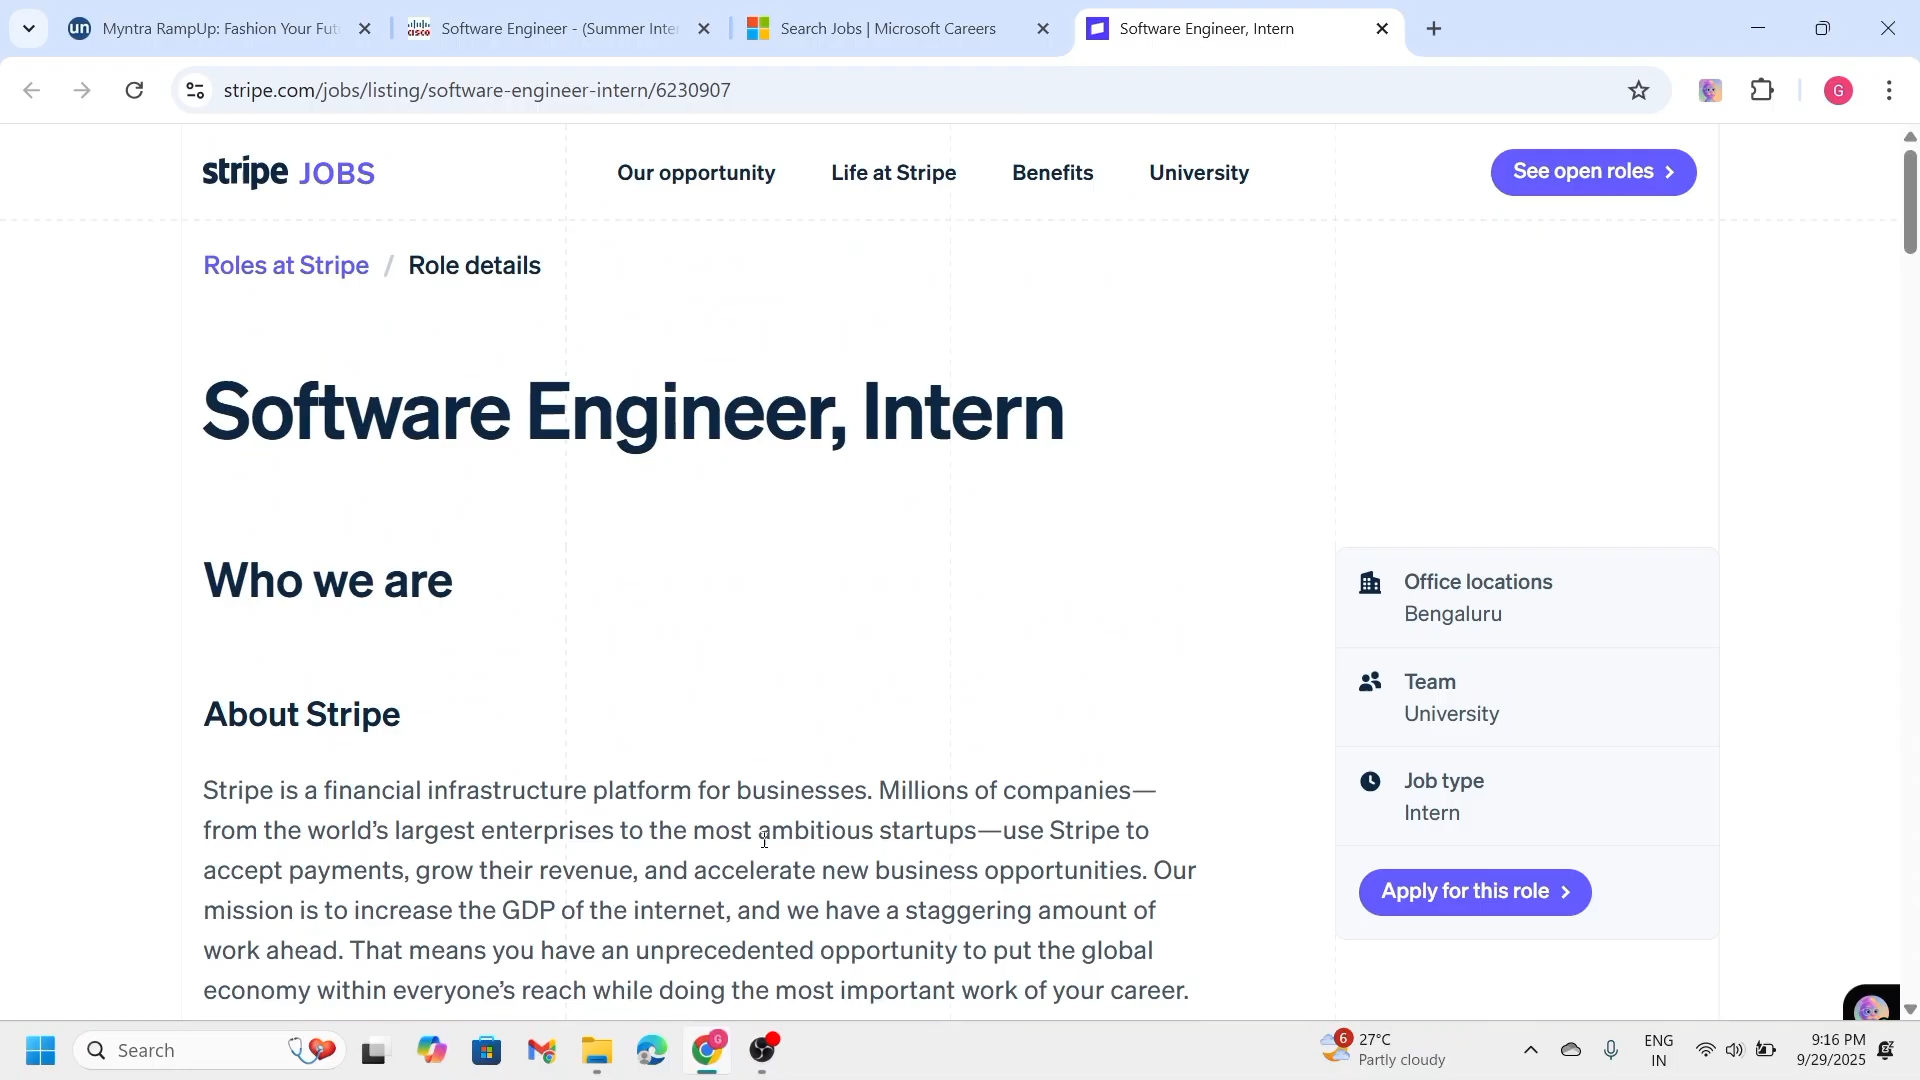 Myntra RampUp: Fashion Your Fut
Software Engineer - (Summer Inte
Search Jobs | Microsoft Careers
Software Engineer, Intern
stripe.com/jobs/listing/software-engineer-intern/6230907
G
stripe JOBS
Our opportunity
Life at Stripe
Benefits
University
See open roles
Roles at Stripe / Role details
Software Engineer, Intern
Who we are
About Stripe
Stripe is a financial infrastructure platform for businesses. Millions of companies—
from the world’s largest enterprises to the most ambitious startups—use Stripe to
accept payments, grow their revenue, and accelerate new business opportunities. Our
mission is to increase the GDP of the internet, and we have a staggering amount of
work ahead. That means you have an unprecedented opportunity to put the global
economy within everyone’s reach while doing the most important work of your career.
Office locations
Bengaluru
Team
University
Job type
Intern
Apply for this role
Search
6
27°C
Partly cloudy
ENG
IN
9:16 PM
9/29/2025